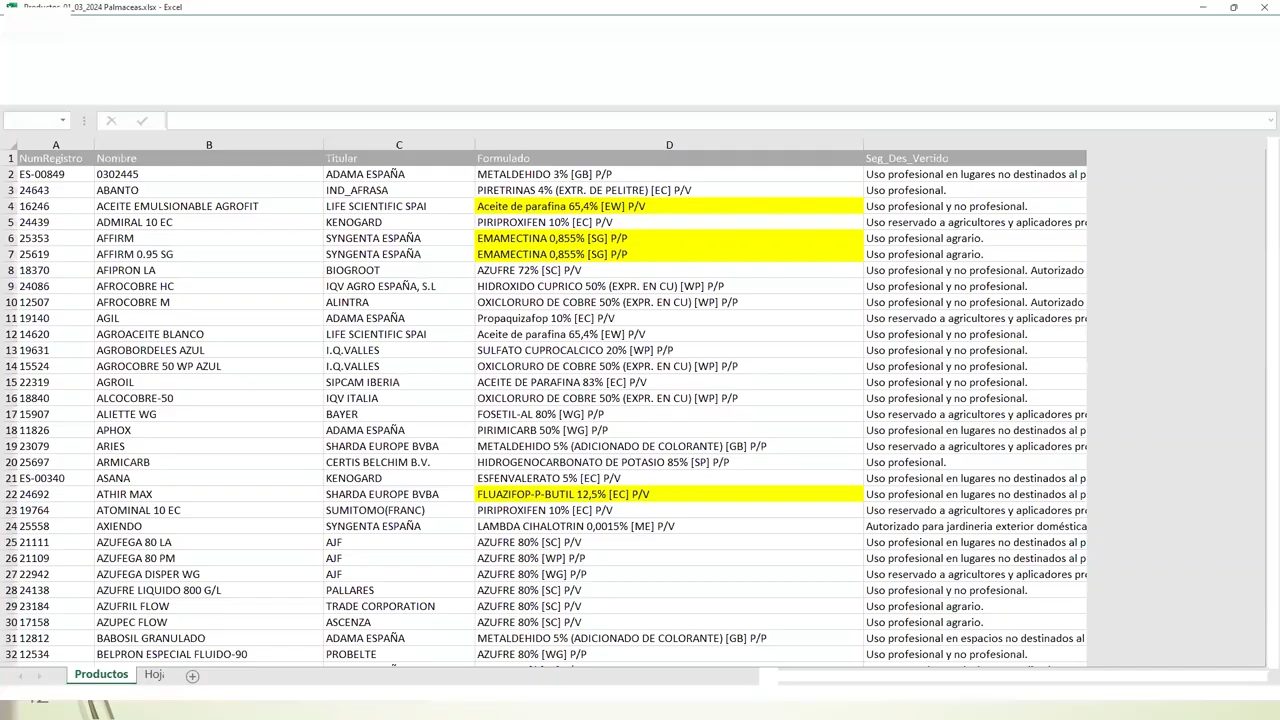 Productos 01_03_2024 Palmaceas.xlsx - Excel
A B C D
1 NumRegistro Nombre Titular Formulado Seg_Des_Vertido
2 ES-00849 0302445 ADAMA ESPAÑA METALDEHIDO 3% [GB] P/P Uso profesional en lugares no destinados al p
3 24643 ABANTO IND_AFRASA PIRETRINAS 4% (EXTR. DE PELITRE) [EC] P/V Uso profesional.
4 16246 ACEITE EMULSIONABLE AGROFIT LIFE SCIENTIFIC SPAI Aceite de parafina 65,4% [EW] P/V Uso profesional y no profesional.
5 24439 ADMIRAL 10 EC KENOGARD PIRIPROXIFEN 10% [EC] P/V Uso reservado a agricultores y aplicadores pro
6 25353 AFFIRM SYNGENTA ESPAÑA EMAMECTINA 0,855% [SG] P/P Uso profesional agrario.
7 25619 AFFIRM 0.95 SG SYNGENTA ESPAÑA EMAMECTINA 0,855% [SG] P/P Uso profesional agrario.
8 18370 AFIPRON LA BIOGROOT AZUFRE 72% [SC] P/V Uso profesional y no profesional. Autorizado
9 24086 AFROCOBRE HC IQV AGRO ESPAÑA, S.L HIDROXIDO CUPRICO 50% (EXPR. EN CU) [WP] P/P Uso profesional y no profesional.
10 12507 AFROCOBRE M ALINTRA OXICLORURO DE COBRE 50% (EXPR. EN CU) [WP] P/P Uso profesional y no profesional. Autorizado
11 19140 AGIL ADAMA ESPAÑA Propaquizafop 10% [EC] P/V Uso reservado a agricultores y aplicadores pro
12 14620 AGROACEITE BLANCO LIFE SCIENTIFIC SPAI Aceite de parafina 65,4% [EW] P/V Uso profesional y no profesional.
13 19631 AGROBORDELES AZUL I.Q.VALLES SULFATO CUPROCALCICO 20% [WP] P/P Uso profesional y no profesional.
14 15524 AGROCOBRE 50 WP AZUL I.Q.VALLES OXICLORURO DE COBRE 50% (EXPR. EN CU) [WP] P/P Uso profesional y no profesional.
15 22319 AGROIL SIPCAM IBERIA ACEITE DE PARAFINA 83% [EC] P/V Uso profesional y no profesional.
16 18840 ALCOCOBRE-50 IQV ITALIA OXICLORURO DE COBRE 50% (EXPR. EN CU) [WP] P/P Uso profesional y no profesional.
17 15907 ALIETTE WG BAYER FOSETIL-AL 80% [WG] P/P Uso reservado a agricultores y aplicadores pro
18 11826 APHOX ADAMA ESPAÑA PIRIMICARB 50% [WG] P/P Uso profesional en lugares no destinados al p
19 23079 ARIES SHARDA EUROPE BVBA METALDEHIDO 5% (ADICIONADO DE COLORANTE) [GB] P/P Uso reservado a agricultores y aplicadores pro
20 25697 ARMICARB CERTIS BELCHIM B.V. HIDROGENOCARBONATO DE POTASIO 85% [SP] P/P Uso profesional.
21 ES-00340 ASANA KENOGARD ESFENVALERATO 5% [EC] P/V Uso profesional en lugares no destinados al p
22 24692 ATHIR MAX SHARDA EUROPE BVBA FLUAZIFOP-P-BUTIL 12,5% [EC] P/V Uso profesional en lugares no destinados al p
23 19764 ATOMINAL 10 EC SUMITOMO(FRANC) PIRIPROXIFEN 10% [EC] P/V Uso reservado a agricultores y aplicadores pro
24 25558 AXIENDO SYNGENTA ESPAÑA LAMBDA CIHALOTRIN 0,0015% [ME] P/V Autorizado para jardineria exterior doméstica
25 21111 AZUFEGA 80 LA AJF AZUFRE 80% [SC] P/V Uso profesional en lugares no destinados al p
26 21109 AZUFEGA 80 PM AJF AZUFRE 80% [WP] P/P Uso profesional en lugares no destinados al p
27 22942 AZUFEGA DISPER WG AJF AZUFRE 80% [WG] P/P Uso reservado a agricultores y aplicadores pro
28 24138 AZUFRE LIQUIDO 800 G/L PALLARES AZUFRE 80% [SC] P/V Uso profesional y no profesional.
29 23184 AZUFRIL FLOW TRADE CORPORATION AZUFRE 80% [SC] P/V Uso profesional agrario.
30 17158 AZUPEC FLOW ASCENZA AZUFRE 80% [SC] P/V Uso profesional agrario.
31 12812 BABOSIL GRANULADO ADAMA ESPAÑA METALDEHIDO 5% (ADICIONADO DE COLORANTE) [GB] P/P Uso profesional en espacios no destinados al
32 12534 BELPRON ESPECIAL FLUIDO-90 PROBELTE AZUFRE 80% [WG] P/P Uso profesional y no profesional.
Productos Hoj